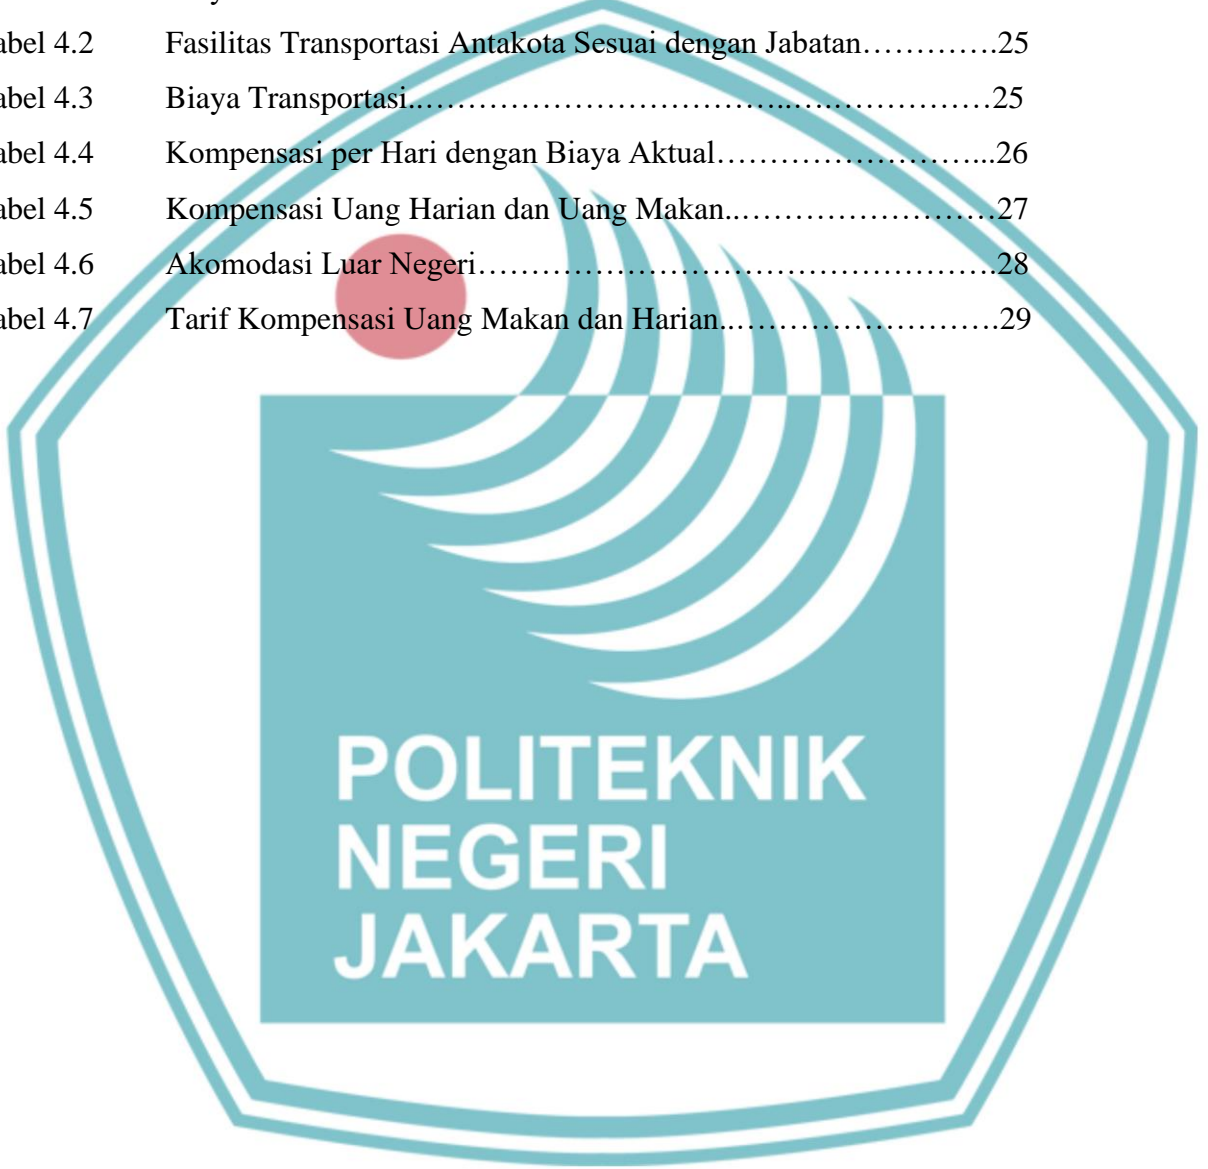 abel 4.2 Fasilitas Transportasi Antakota Sesuai dengan Jabatan………….25
abel 4.3 Biaya Transportasi..………………………………..…………………25
abel 4.4 Kompensasi per Hari dengan Biaya Aktual……………………...26
abel 4.5 Kompensasi Uang Harian dan Uang Makan..……………………27
abel 4.6 Akomodasi Luar Negeri…………………………………………….28
abel 4.7 Tarif Kompensasi Uang Makan dan Harian..…………………….29
POLITEKNIK
NEGERI
JAKARTA